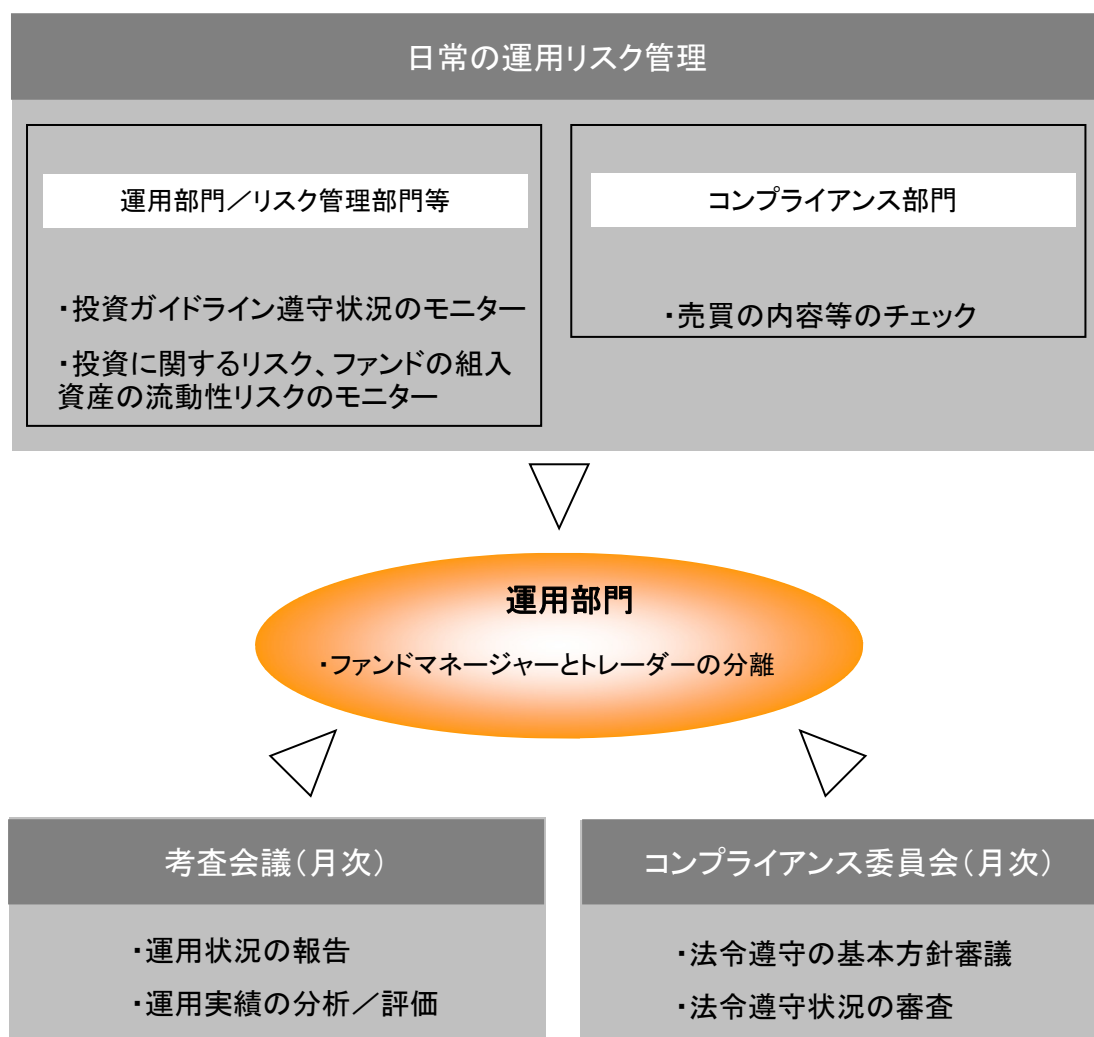 日常の運用リスク管理
運用部門／リスク管理部門等
・投資ガイドライン遵守状況のモニター
・投資に関するリスク、ファンドの組入
資産の流動性リスクのモニター
コンプライアンス部門
・売買の内容等のチェック
運用部門
・ファンドマネージャーとトレーダーの分離
考査会議（月次）
・運用状況の報告
・運用実績の分析／評価
コンプライアンス委員会（月次）
・法令遵守の基本方針審議
・法令遵守状況の審査